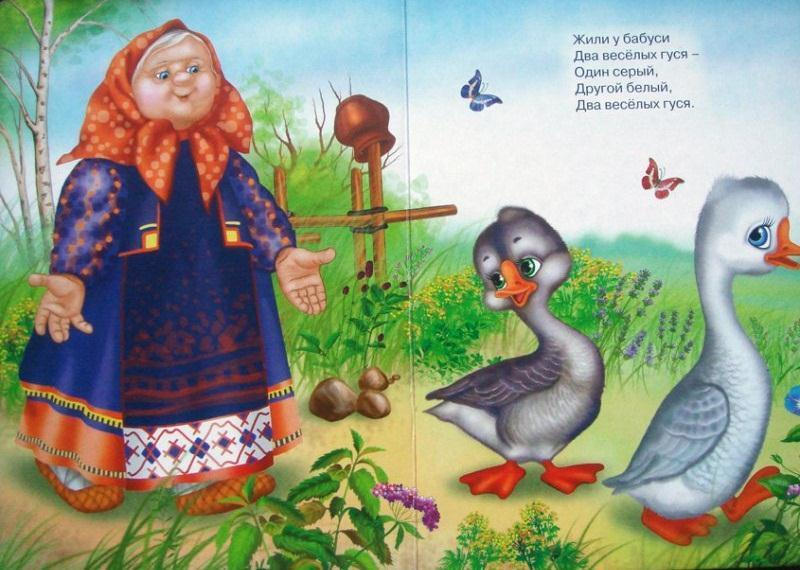 Жили у бабуси
Два весёлых гуся –
Один серый,
Другой белый,
Два весёлых гуся.